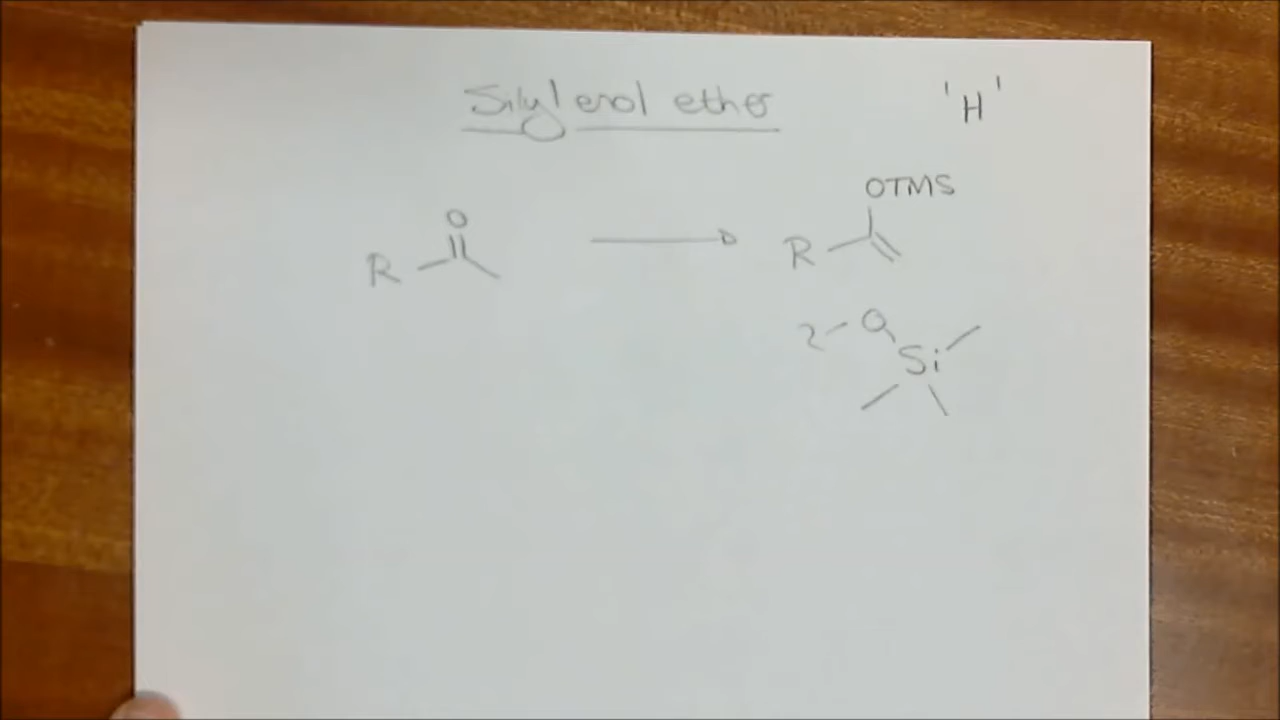 Silyl enol ether
'H'
OTMS
O
R
R
O
Si